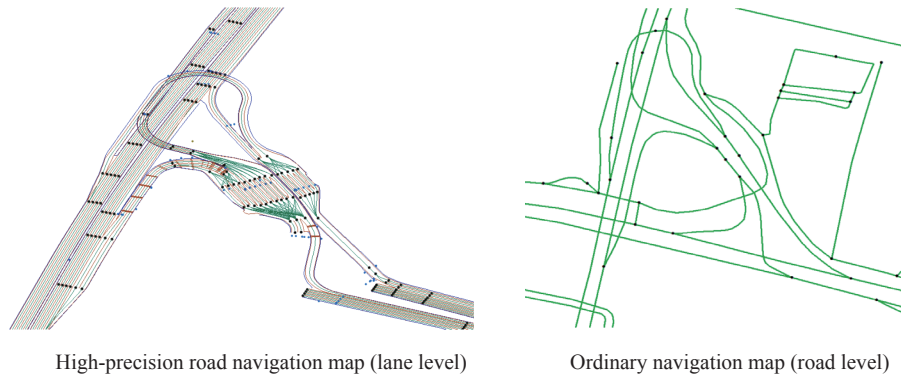 High-precision road navigation map (lane level)
Ordinary navigation map (road level)